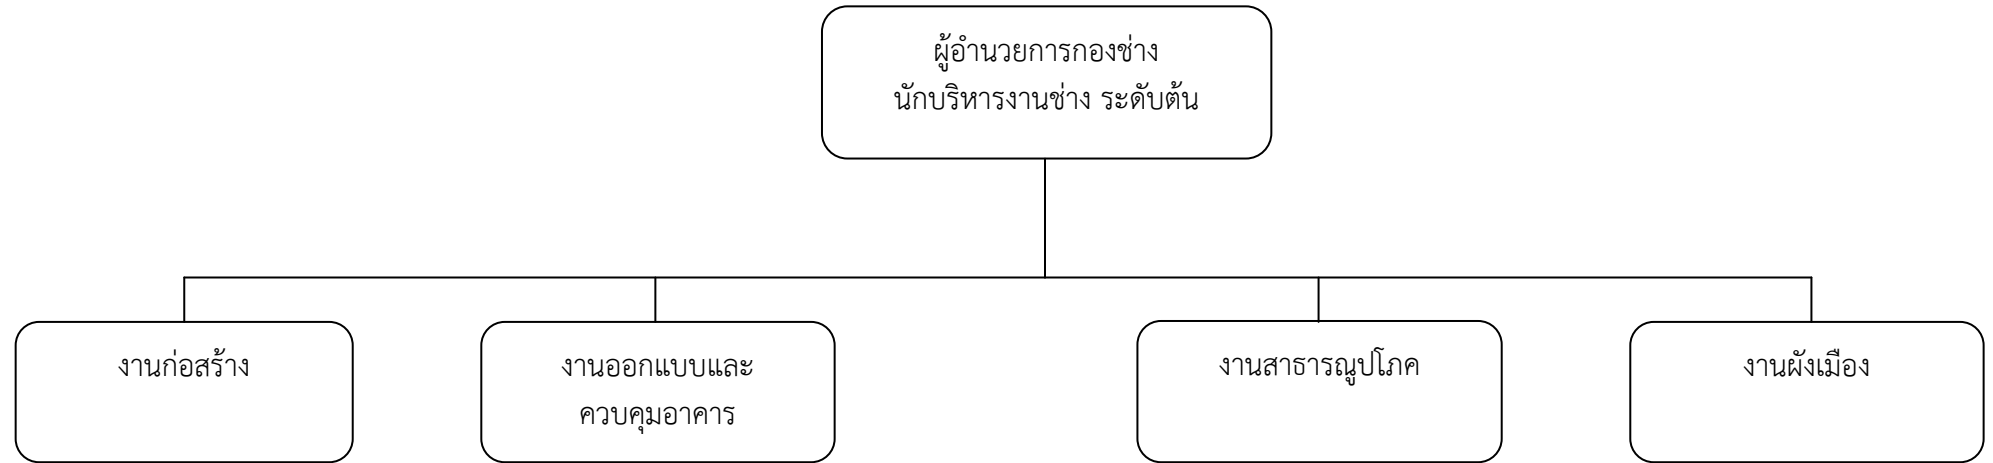 ผู้อำนวยการกองช่าง
นักบริหารงานช่าง ระดับต้น
งานก่อสร้าง
งานออกแบบและ
ควบคุมอาคาร
งานสาธารณูปโภค
งานผังเมือง